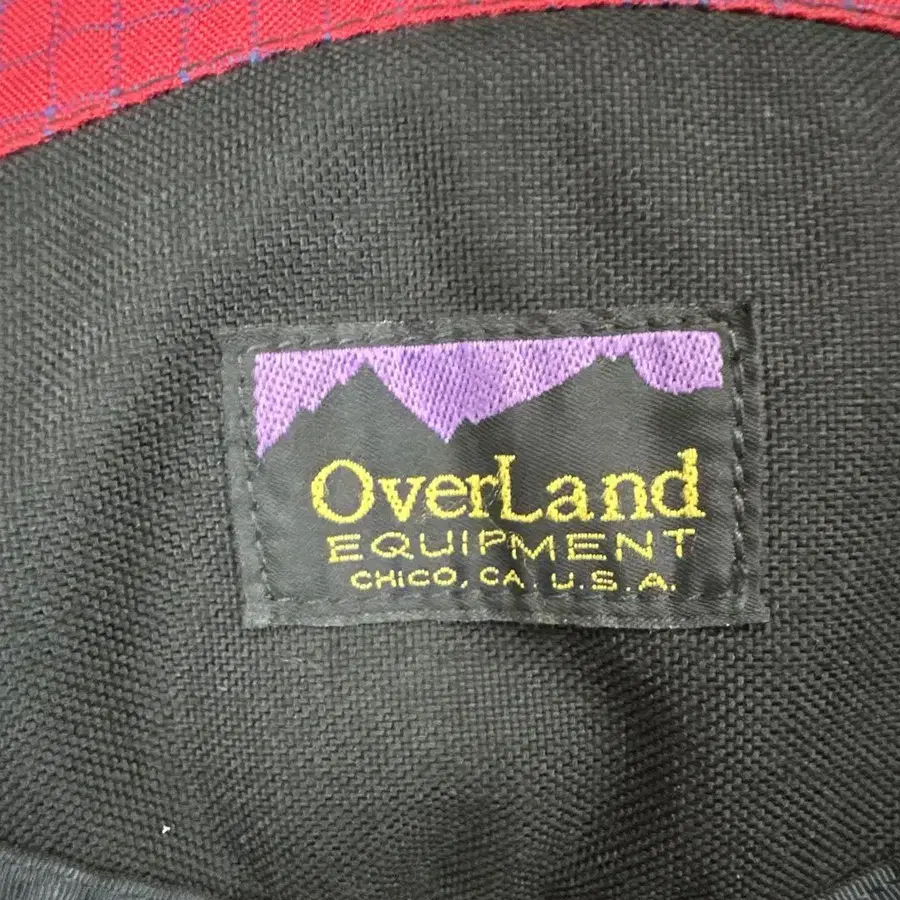 OverLand
EQUIPMENT
CHICO, CA. U.S.A.